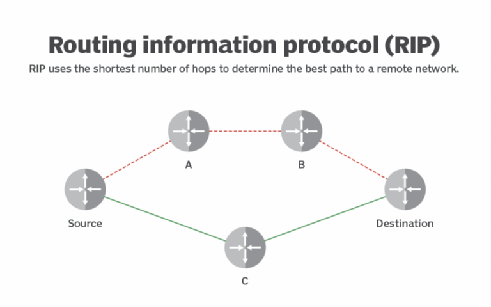 Routing information protocol (RIP)
RIP uses the shortest number of hops to determine the best path to a remote network.
A
B
Source
Destination
C